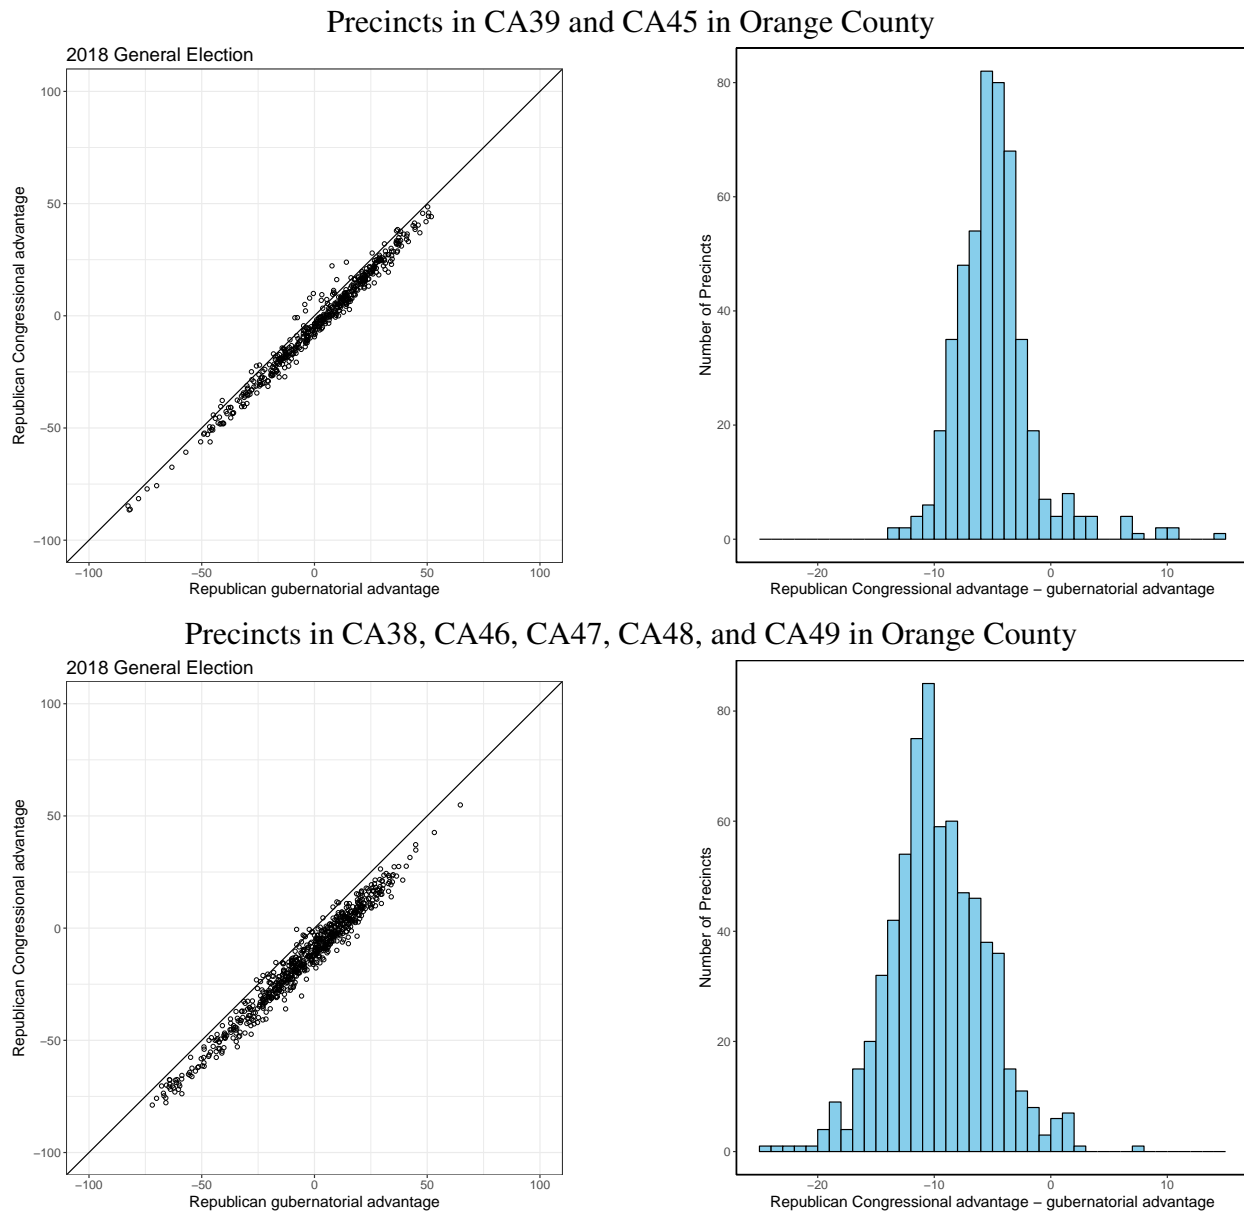 Precincts in CA39 and CA45 in Orange County
2018 General Election
100
50
0
−50
−100
Republican Congressional advantage
−100 −50 0 50 100
Republican gubernatorial advantage
80
60
40
20
0
Number of Precincts
−20 −10 0 10
Republican Congressional advantage − gubernatorial advantage
Precincts in CA38, CA46, CA47, CA48, and CA49 in Orange County
2018 General Election
100
50
0
−50
−100
Republican Congressional advantage
−100 −50 0 50 100
Republican gubernatorial advantage
80
60
40
20
0
Number of Precincts
−20 −10 0 10
Republican Congressional advantage − gubernatorial advantage